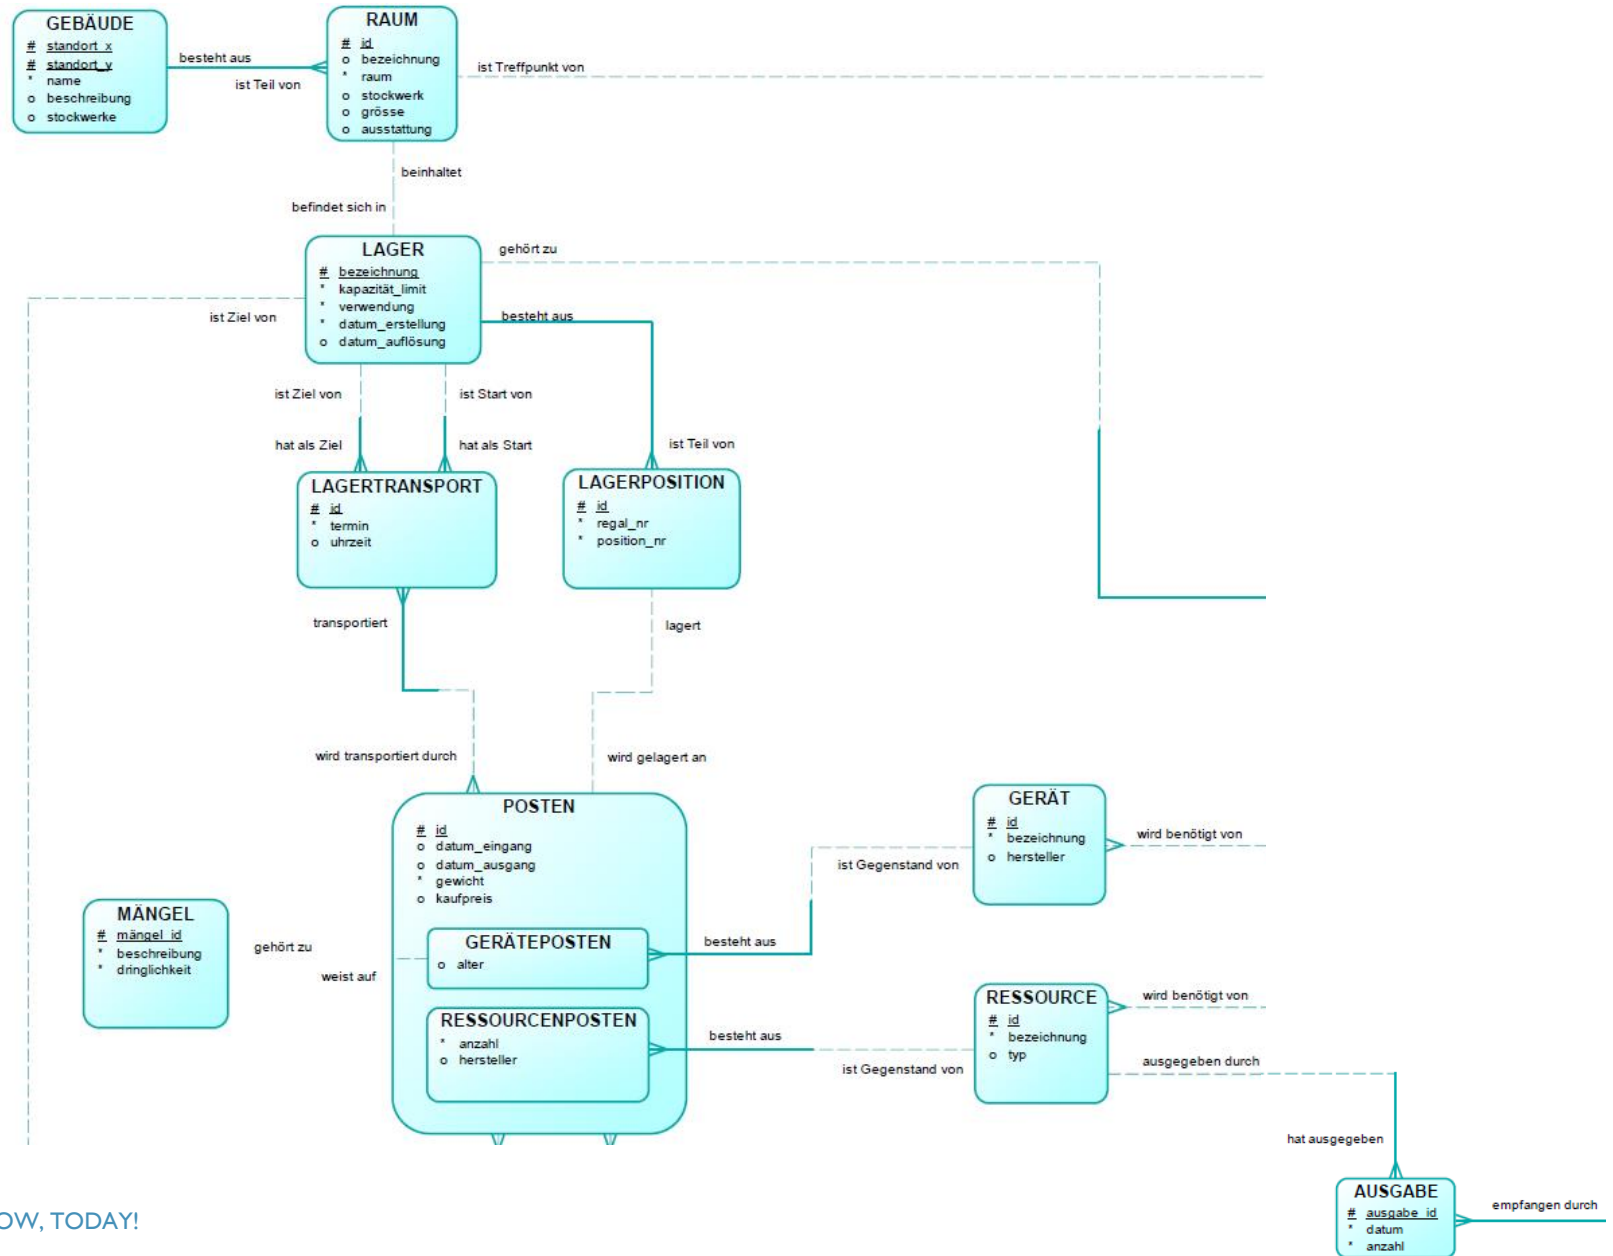 GEBÄUDE
# standort_x
# standort_y
* name
o beschreibung
o stockwerke
besteht aus
ist Teil von
RAUM
# id
o bezeichnung
* raum
o stockwerk
o grösse
o ausstattung
ist Treffpunkt von
beinhaltet
befindet sich in
LAGER
# bezeichnung
* kapazität_limit
* verwendung
* datum_erstellung
o datum_auflösung
gehört zu
ist Ziel von
besteht aus
ist Ziel von
ist Start von
hat als Ziel
hat als Start
ist Teil von
LAGERTRANSPORT
# id
* termin
o uhrzeit
LAGERPOSITION
# id
* regal_nr
* position_nr
transportiert
lagert
wird transportiert durch
wird gelagert an
POSTEN
# id
o datum_eingang
o datum_ausgang
* gewicht
o kaufpreis
GERÄTEPOSTEN
o alter
RESSOURCENPOSTEN
* anzahl
o hersteller
MÄNGEL
# mängel_id
* beschreibung
* dringlichkeit
gehört zu
weist auf
besteht aus
ist Gegenstand von
GERÄT
# id
* bezeichnung
o hersteller
wird benötigt von
besteht aus
ist Gegenstand von
RESSOURCE
# id
* bezeichnung
o typ
wird benötigt von
ausgegeben durch
hat ausgegeben
AUSGABE
# ausgabe_id
* datum
* anzahl
empfangen durch
OW, TODAY!